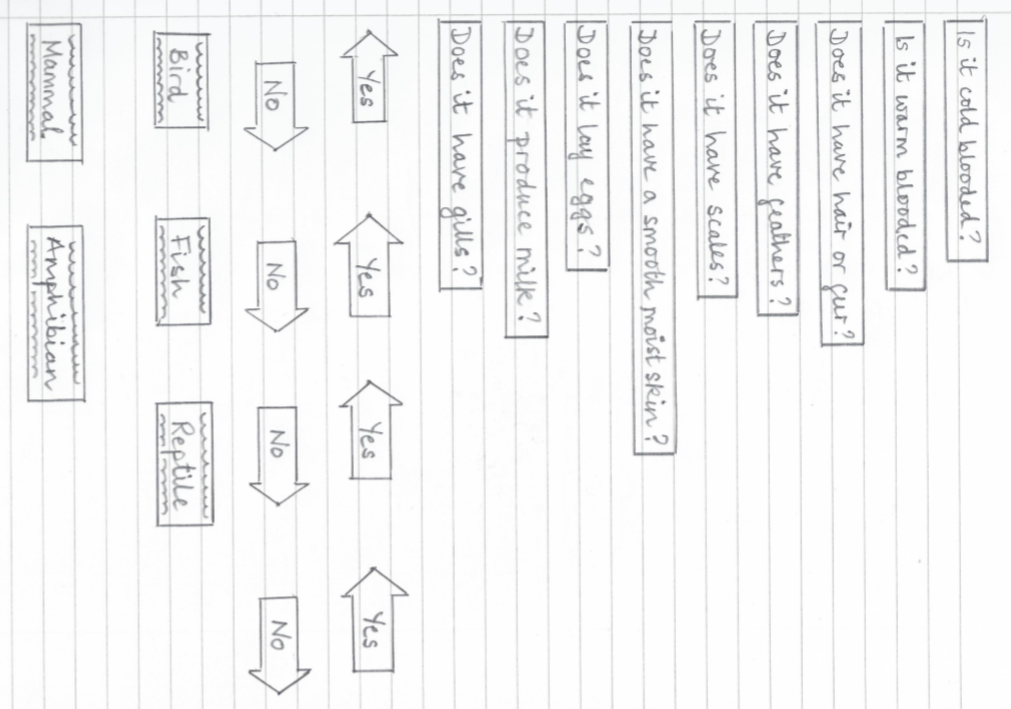 Is it cold blooded?
Is it warm blooded?
Does it have hair or fur?
Does it have feathers?
Does it have scales?
Does it have a smooth moist skin?
Does it lay eggs?
Does it produce milk?
Does it have gills?
Yes Yes Yes Yes
No No No No
Bird Fish Reptile
Mammal Amphibian